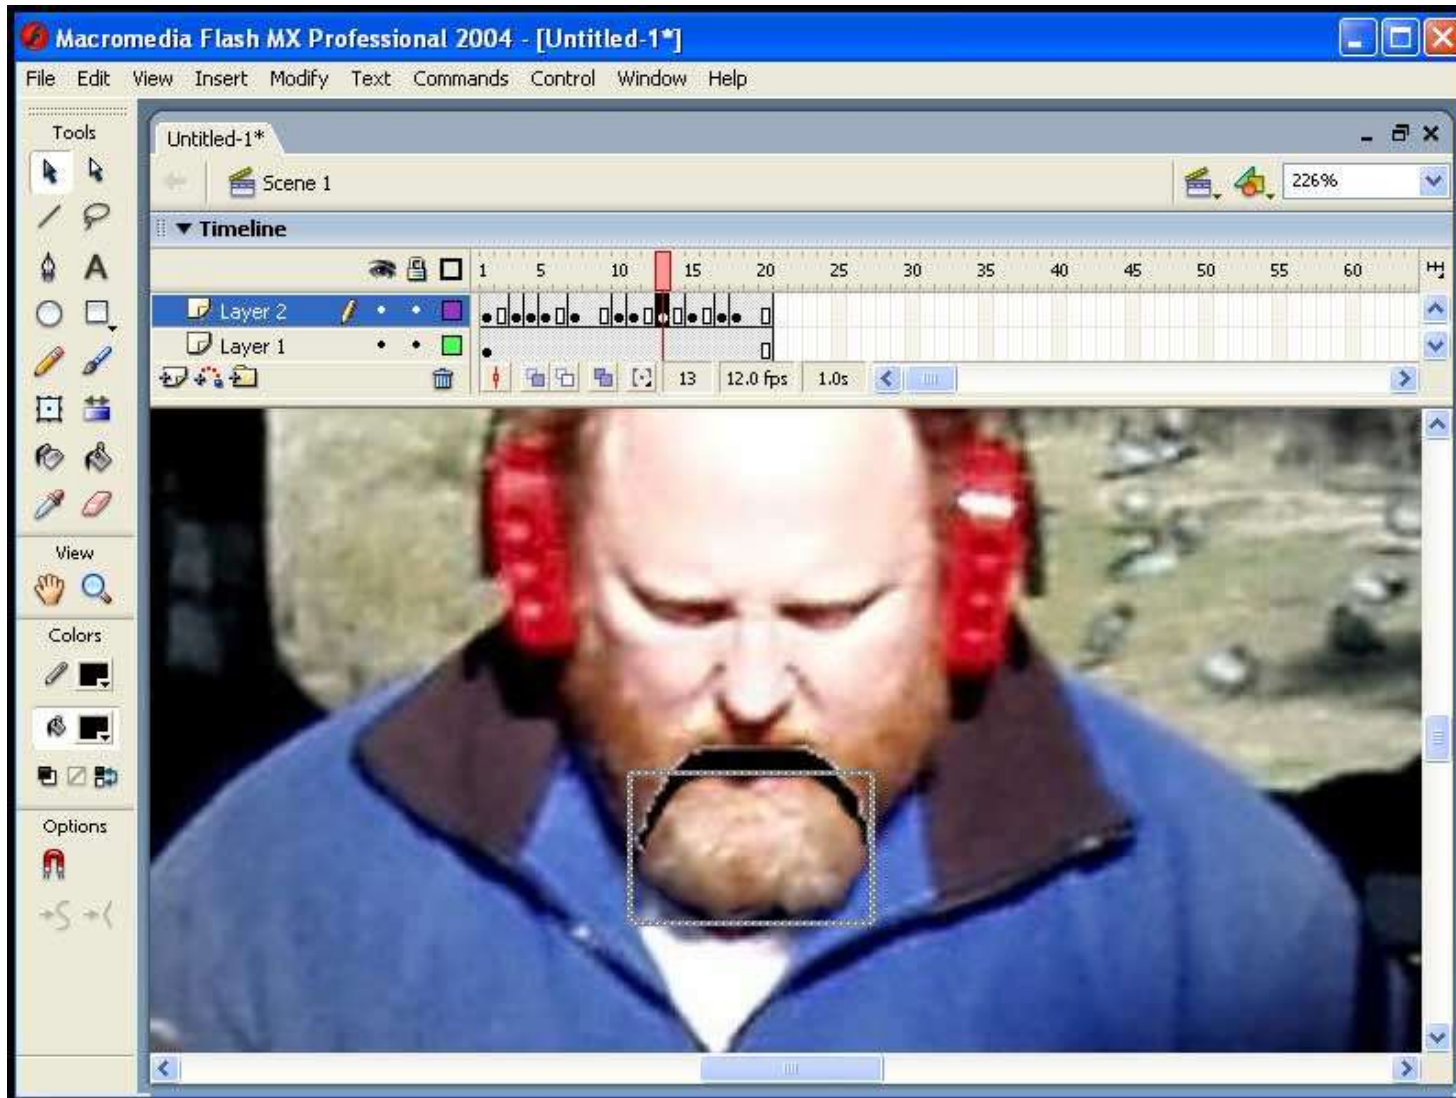 Macromedia Flash MX Professional 2004 - [Untitled-1*]
File Edit View Insert Modify Text Commands Control Window Help
Tools
Untitled-1*
Scene 1
226%
Timeline
1 5 10 15 20 25 30 35 40 45 50 55 60
Layer 2
Layer 1
13 12.0 fps 1.0s
A
View
Colors
Options